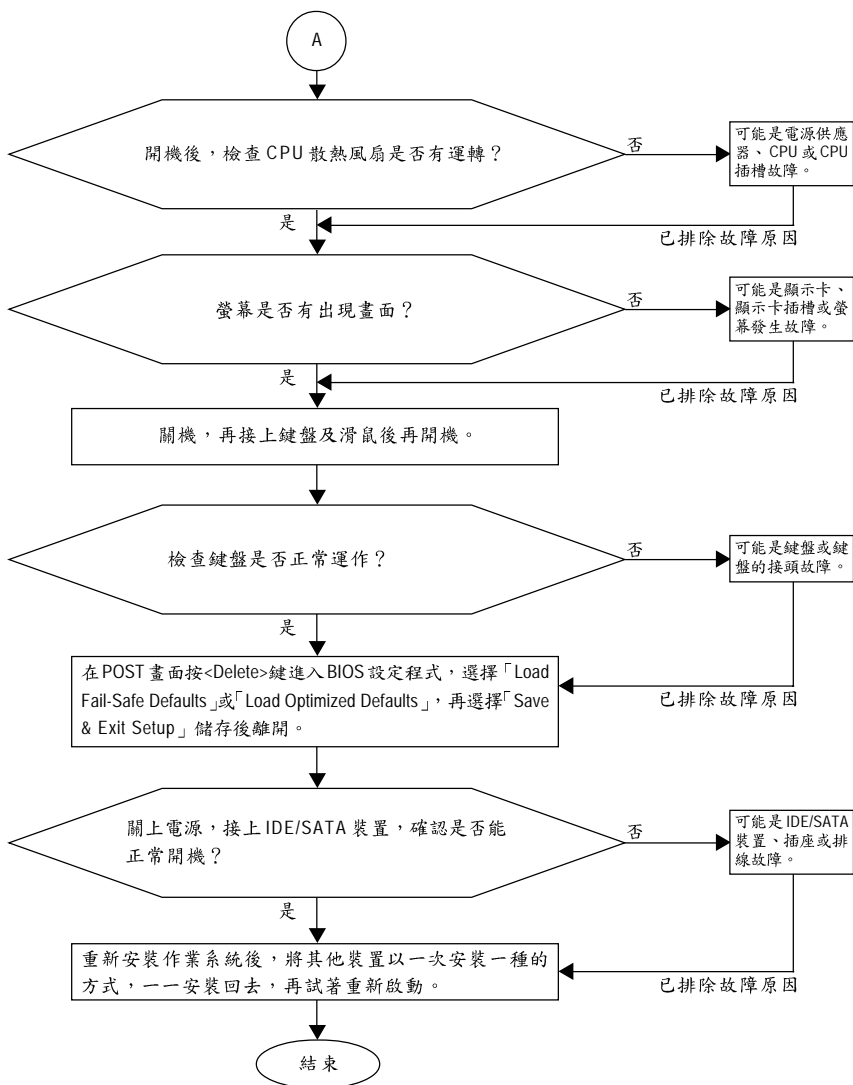 A
開機後，檢查CPU散熱風扇是否有運轉？
否
可能是電源供應
器、CPU或CPU
插槽故障。
是
已排除故障原因
螢幕是否有出現畫面？
否
可能是顯示卡、
顯示卡插槽或螢
幕發生故障。
是
已排除故障原因
關機，再接上鍵盤及滑鼠後再開機。
檢查鍵盤是否正常運作？
否
可能是鍵盤或鍵
盤的接頭故障。
是
在POST畫面按<Delete>鍵進入BIOS設定程式，選擇「Load
Fail-Safe Defaults」或「Load Optimized Defaults」，再選擇「Save
& Exit Setup」儲存後離開。
已排除故障原因
關上電源，接上IDE/SATA裝置，確認是否能
正常開機？
否
可能是IDE/SATA
裝置、插座或排
線故障。
是
重新安裝作業系統後，將其他裝置以一次安裝一種的
方式，一一安裝回去，再試著重新啟動。
已排除故障原因
結束